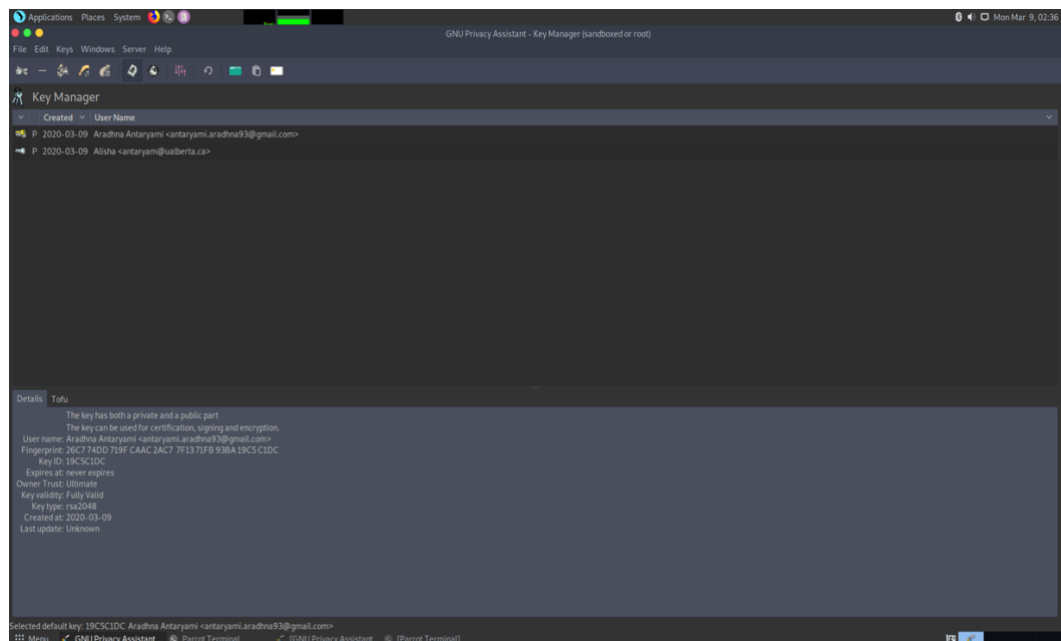 Applications Places System
Mon Mar 9, 02:36
GNU Privacy Assistant - Key Manager (sandboxed or root)
File Edit Keys Windows Server Help
Key Manager
Created User Name
P 2020-03-09 Aradhna Antaryami <antaryami.aradhna93@gmail.com>
P 2020-03-09 Alisha <antaryam@ualberta.ca>
Details Tofu
The key has both a private and a public part
The key can be used for certification, signing and encryption.
User name: Aradhna Antaryami <antaryami.aradhna93@gmail.com>
Fingerprint: 26C7 74DD 719F CAAC 2AC7 7F13 71FB 93BA 19C5 C1DC
Key ID: 19C5C1DC
Expires at: never expires
Owner Trust: Ultimate
Key validity: Fully Valid
Key type: rsa2048
Created at: 2020-03-09
Last update: Unknown
Selected default key: 19C5C1DC Aradhna Antaryami <antaryami.aradhna93@gmail.com>
Menu GNU Privacy Assistant Parrot Terminal [GNU Privacy Assistant [Parrot Terminal]